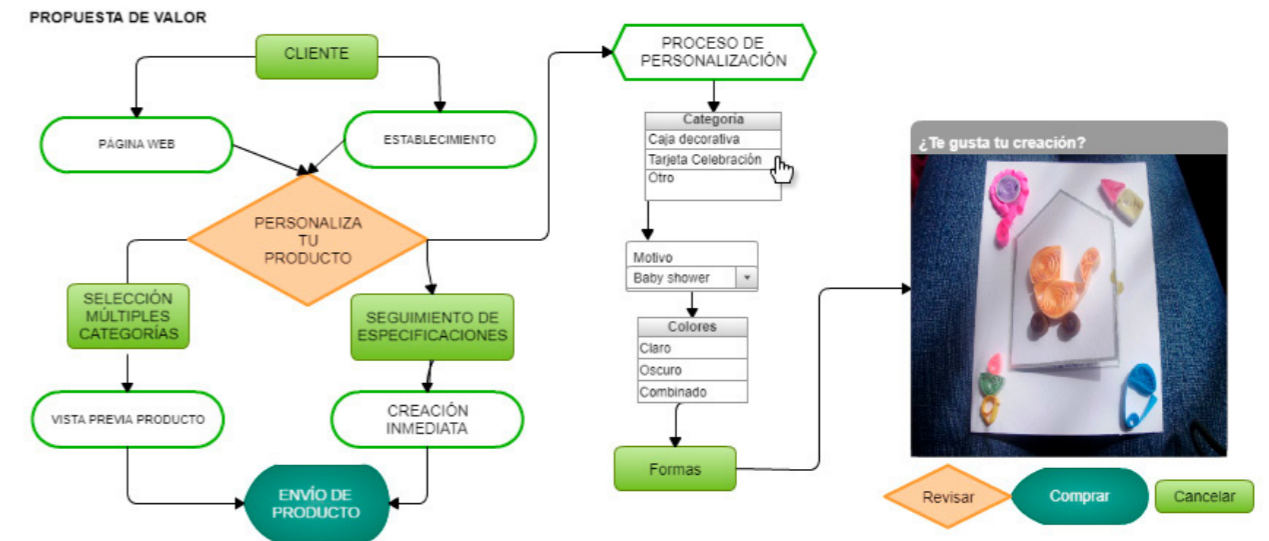 PROPUESTA DE VALOR
CLIENTE
PÁGINA WEB
ESTABLECIMIENTO
PERSONALIZA
TU
PRODUCTO
SELECCIÓN
MÚLTIPLES
CATEGORÍAS
SEGUIMIENTO DE
ESPECIFICACIONES
VISTA PREVIA PRODUCTO
CREACIÓN
INMEDIATA
ENVÍO DE
PRODUCTO
PROCESO DE
PERSONALIZACIÓN
Categoría
Caja decorativa
Tarjeta Celebración
Otro
Motivo
Baby shower
Colores
Claro
Oscuro
Combinado
Formas
¿Te gusta tu creación?
Revisar
Comprar
Cancelar